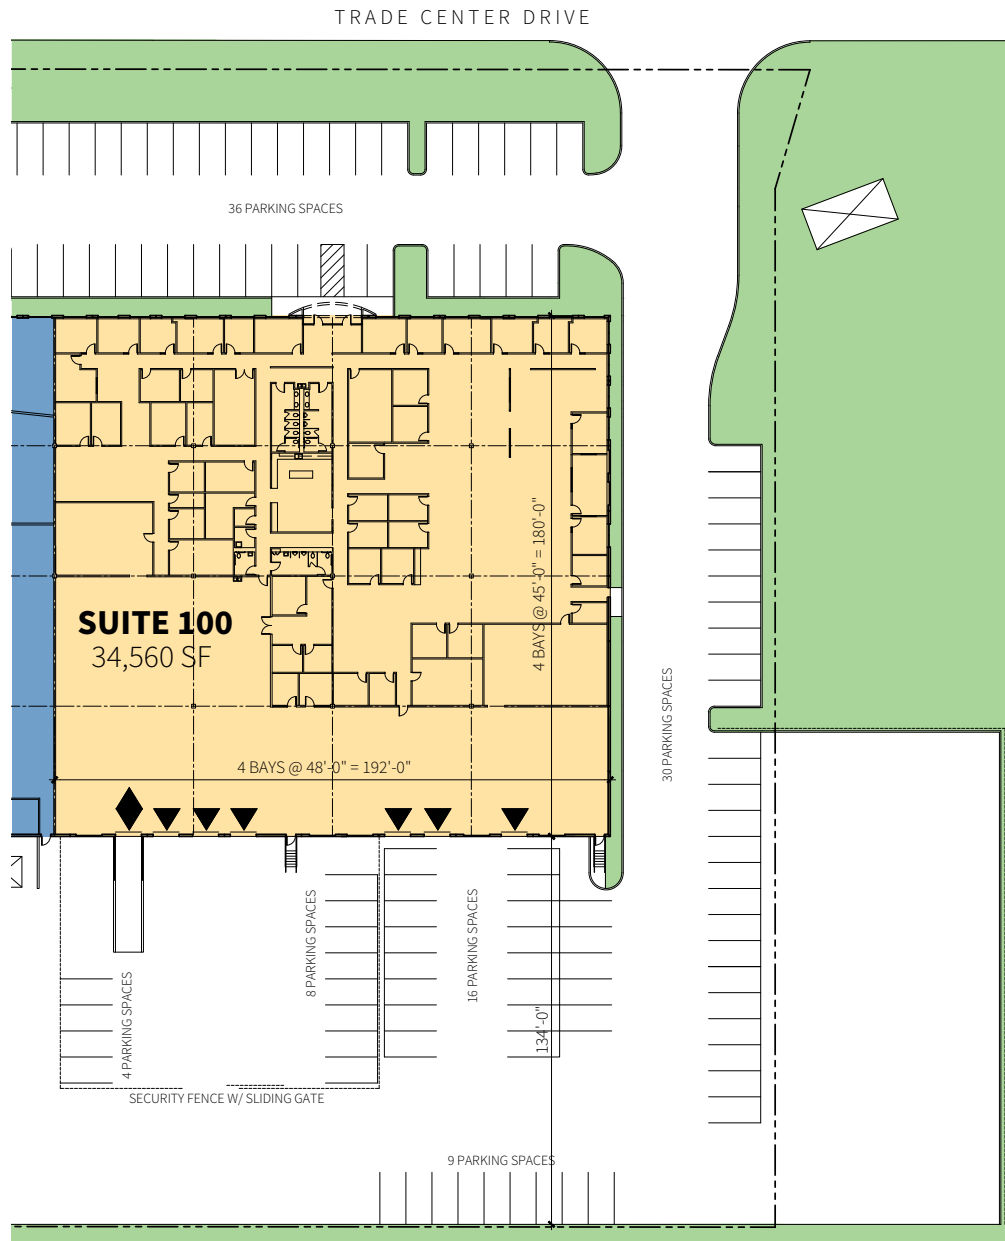 TRADE CENTER DRIVE
36 PARKING SPACES
SUITE 100
34,560 SF
4 BAYS @ 45'-0" = 180'-0"
30 PARKING SPACES
4 BAYS @ 48'-0" = 192'-0"
8 PARKING SPACES
16 PARKING SPACES
4 PARKING SPACES
134'-0"
SECURITY FENCE W/ SLIDING GATE
9 PARKING SPACES